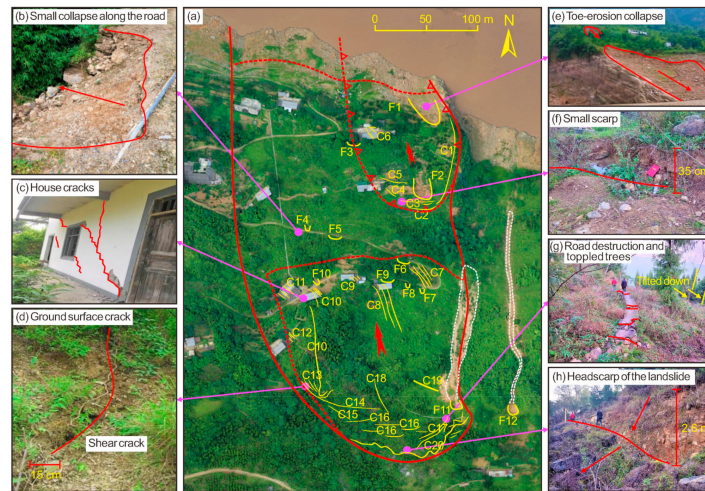 (b) Small collapse along the road
(c) House cracks
(d) Ground surface crack
Shear crack
15 cm
(a)
0 50 100 m
N
F1
C6
F3
C1
C5
F2
C4
C3
C2
F4
F5
F6
C7
F10
F9
C11
C9
F8
F7
C10
C8
C12
C10
C18
C13
C19
C14
F11
C15
C16
C16
C17
F12
C16
C20
(e) Toe-erosion collapse
(f) Small scarp
35 cm
(g) Road destruction and
toppled trees
Tilted down
(h) Headscarp of the landslide